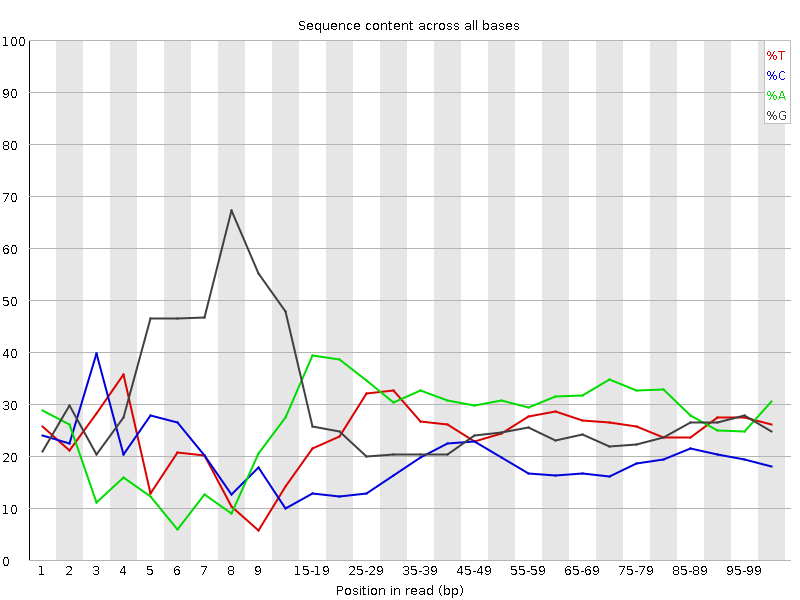 Sequence content across all bases
100
90
80
70
60
50
40
30
20
10
0
%T
%C
%A
%G
1 2 3 4 5 6 7 8 9 15-19 25-29 35-39 45-49 55-59 65-69 75-79 85-89 95-99
Position in read (bp)